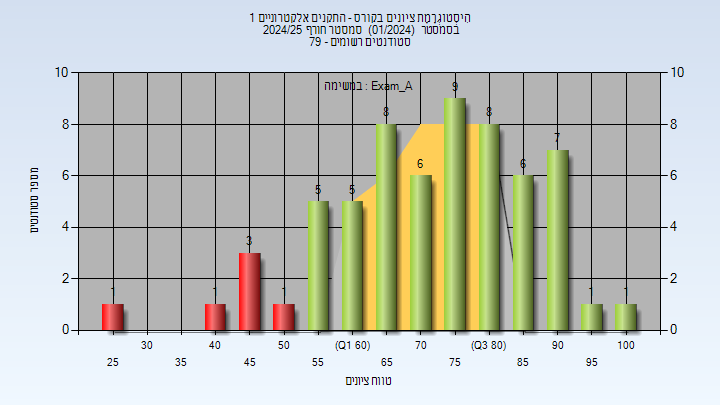 היסטוגרמת ציונים בקורס - התקנים אלקטרוניים 1
בסמסטר (01/2024) סמסטר חורף 2024/25
סטודנטים רשומים - 79
במשימה : Exam_A
10 10
8 8
6 6
4 4
2 2
0 0
מספר סטודנטים
1 1 3 1 5 5 8 6 9 8 6 7 1 1
30 40 50 (Q1 60) 70 (Q3 80) 90 100
25 35 45 55 65 75 85 95
טווח ציונים